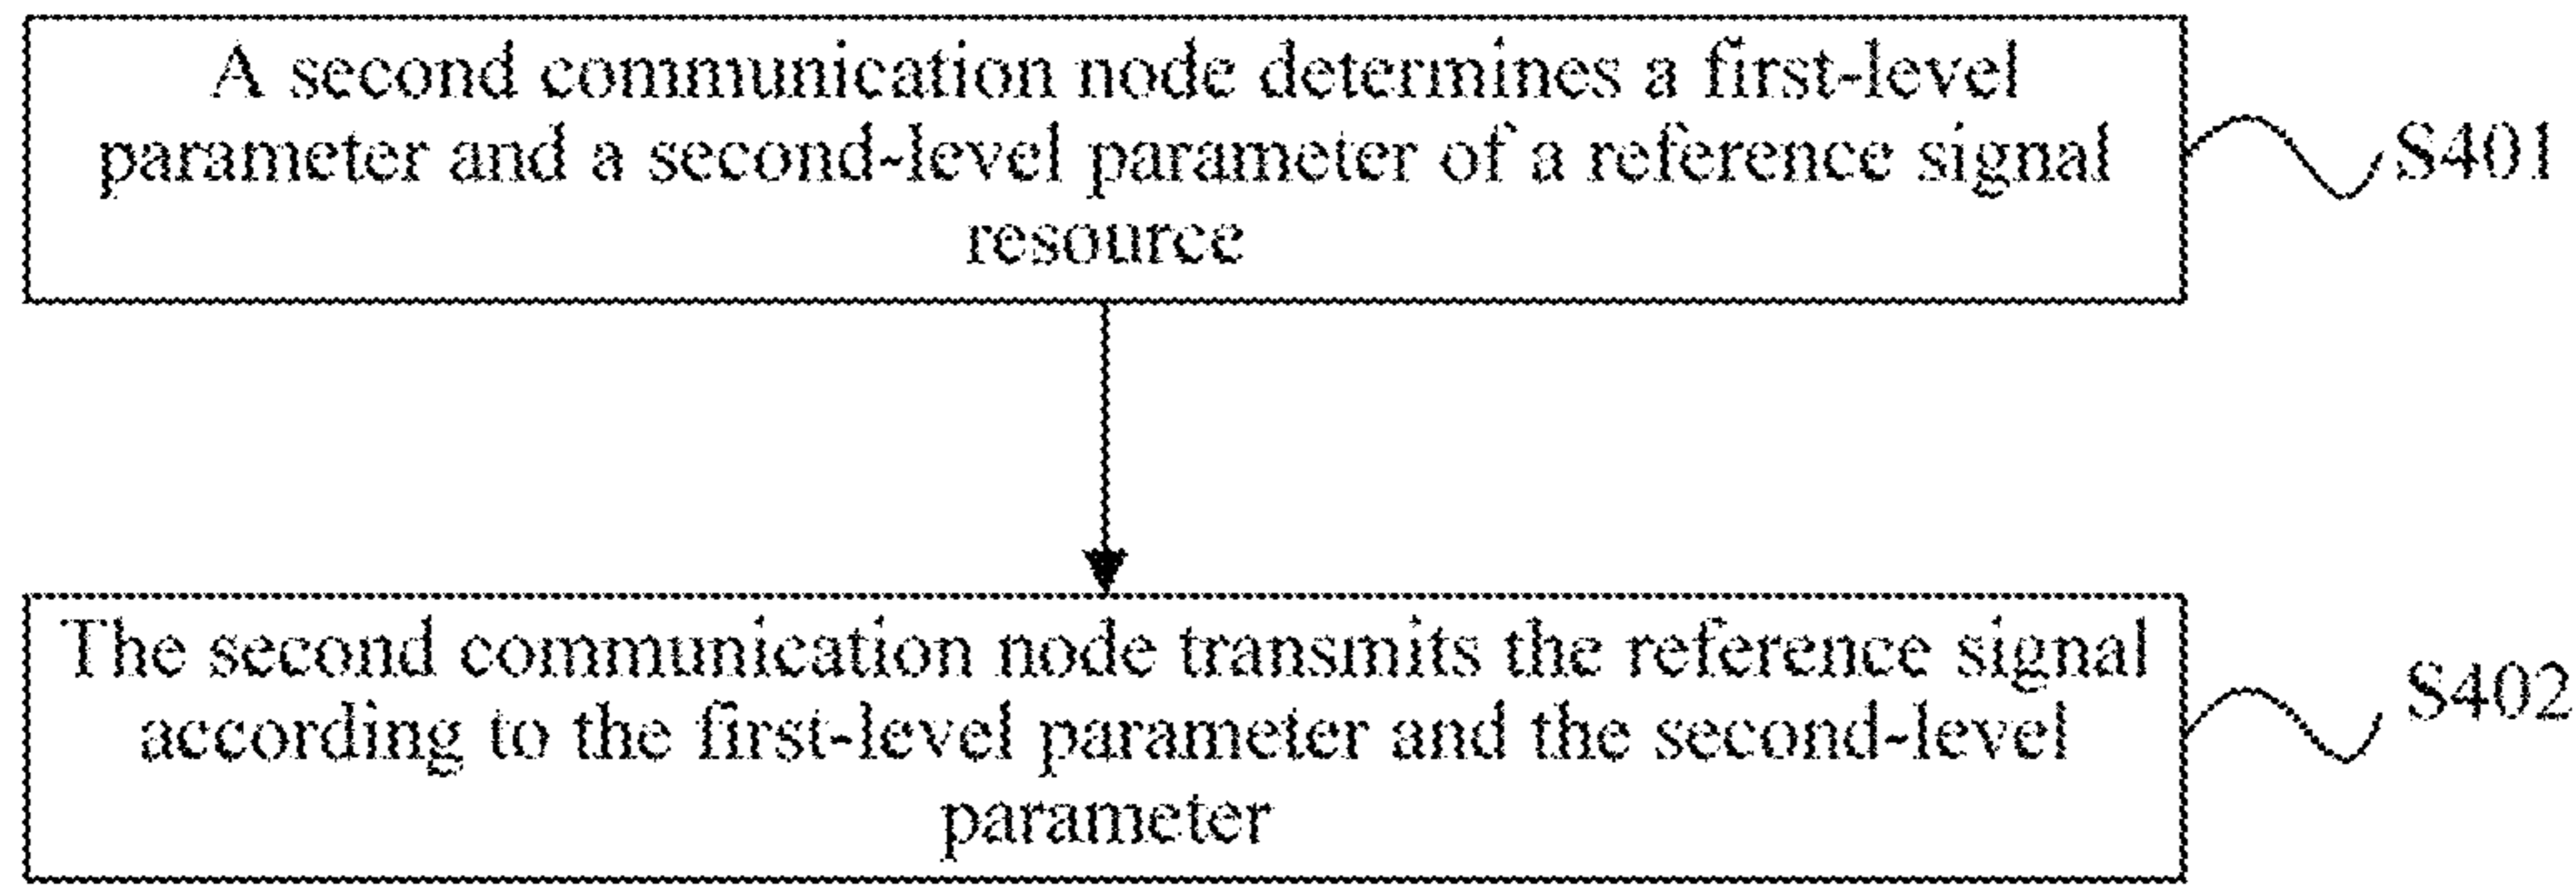 A second communication node determines a first-level
parameter and a second-level parameter of a reference signal
resource
S401
The second communication node transmits the reference signal
according to the first-level parameter and the second-level
parameter
S402